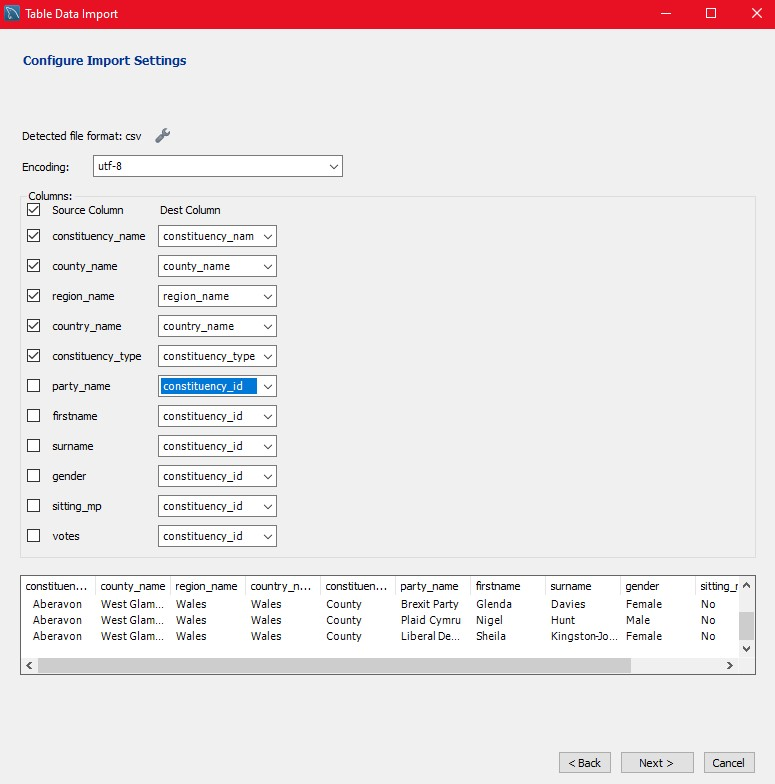 Table Data Import
Configure Import Settings
Detected file format: csv
Encoding: utf-8
Columns:
Source Column Dest Column
constituency_name constituency_nam
county_name county_name
region_name region_name
country_name country_name
constituency_type constituency_type
party_name constituency_id
firstname constituency_id
surname constituency_id
gender constituency_id
sitting_mp constituency_id
votes constituency_id
constituen... county_name region_name country_n... constituen... party_name firstname surname gender sitting_r
Aberavon West Glam... Wales Wales County Brexit Party Glenda Davies Female No
Aberavon West Glam... Wales Wales County Plaid Cymru Nigel Hunt Male No
Aberavon West Glam... Wales Wales County Liberal De... Sheila Kingston-Jo... Female No
< Back Next > Cancel